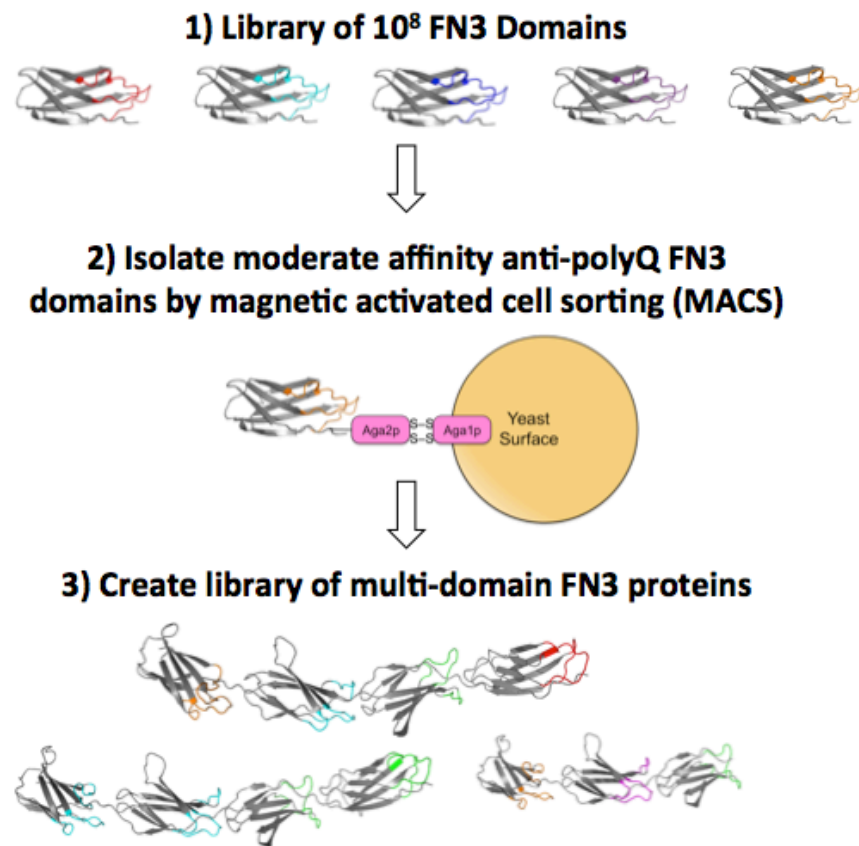 1) Library of 10⁸ FN3 Domains
2) Isolate moderate affinity anti-polyQ FN3
domains by magnetic activated cell sorting (MACS)
Aga2p
S–S
S–S
Aga1p
Yeast
Surface
3) Create library of multi-domain FN3 proteins